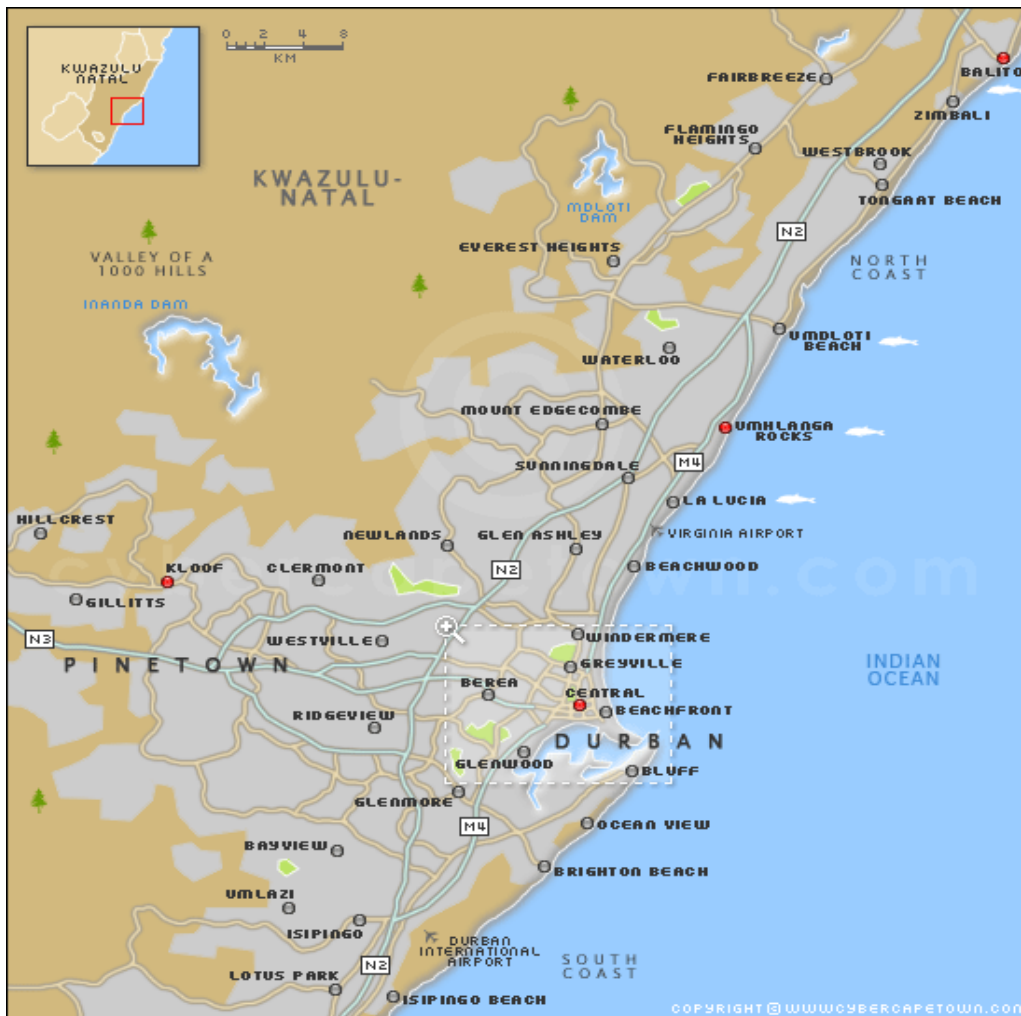 0 2 4 8
KM
KWAZULU
NATAL
FAIRBREEZE
BALITO
ZIMBALI
FLAMINGO
HEIGHTS
WESTBROOK
TONGAAT BEACH
KWAZULU-
NATAL
MDLOTI
DAM
N2
EVEREST HEIGHTS
VALLEY OF A
1000 HILLS
NORTH
COAST
INANDA DAM
UMDLOTI
BEACH
WATERLOO
MOUNT EDGECOMBE
UMHLANGA
ROCKS
SUNNINGDALE
M4
LA LUCIA
HILLCREST
NEWLANDS
GLEN ASHLEY
VIRGINIA AIRPORT
KLOOF
CLERMONT
N2
BEACHWOOD
GILLITTS
N3
WESTVILLE
WINDERMERE
PINETOWN
GREYVILLE
INDIAN
OCEAN
BEREA
CENTRAL
RIDGEVIEW
BEACHFRONT
DURBAN
GLENWOOD
BLUFF
GLENMORE
M4
OCEAN VIEW
BAYVIEW
BRIGHTON BEACH
UMLAZI
ISIPINGO
DURBAN
INTERNATIONAL
AIRPORT
SOUTH
COAST
N2
LOTUS PARK
ISIPINGO BEACH
COPYRIGHT © WWW.CYBERCAPETOWN.COM